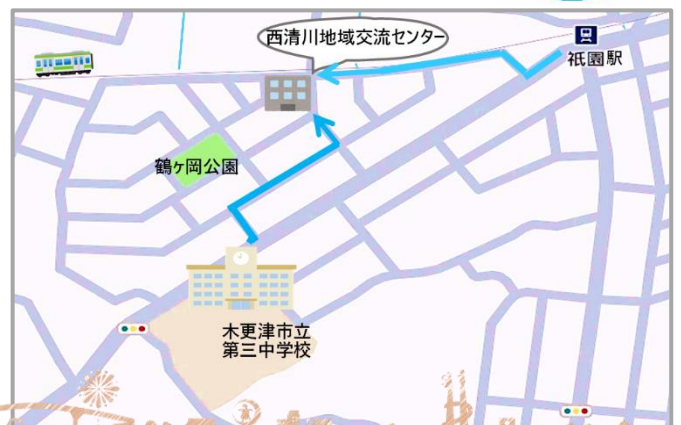 西清川地域交流センター
祇園駅
鶴ヶ岡公園
木更津市立
第三中学校